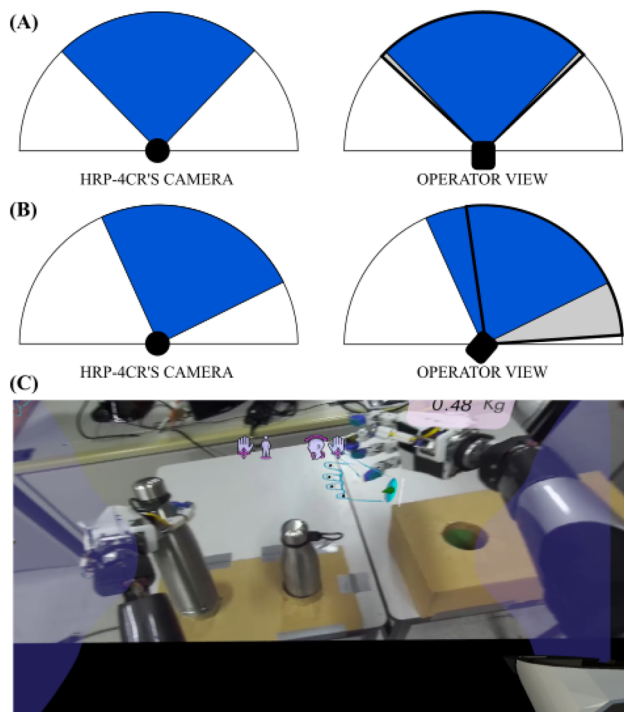 (A)
HRP-4CR'S CAMERA
OPERATOR VIEW
(B)
HRP-4CR'S CAMERA
OPERATOR VIEW
(C)
0.48 Kg